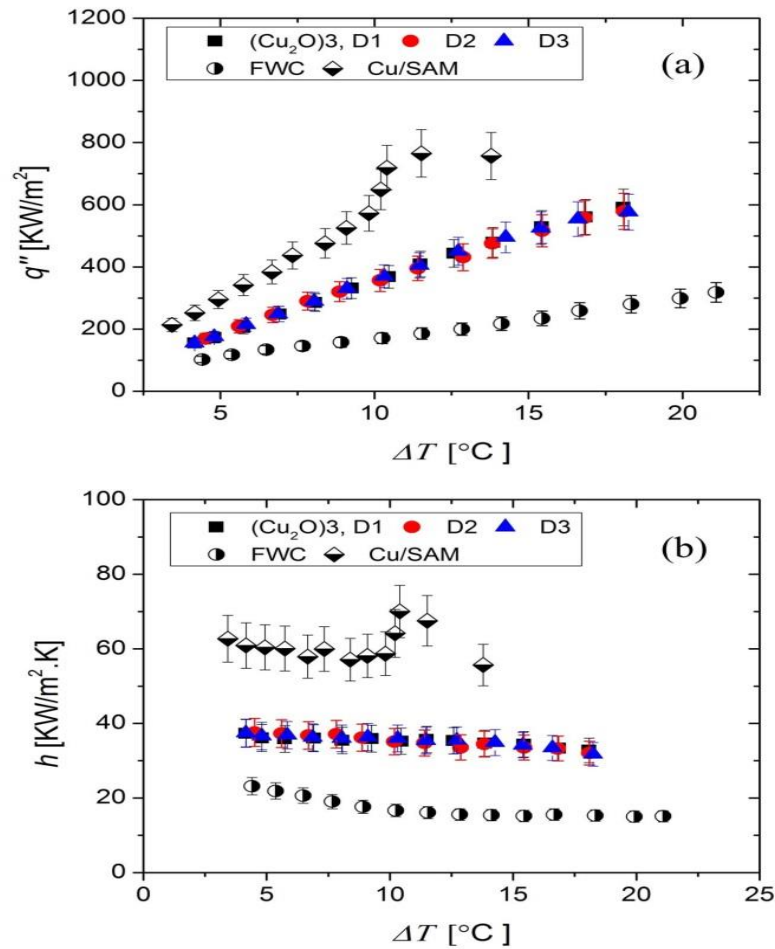 1200
1000
800
600
400
200
0
q" [KW/m²]
(Cu₂O)3, D1 D2 D3
FWC Cu/SAM
(a)
5 10 15 20
ΔT [°C ]
100
80
60
40
20
0
h [KW/m².K]
(Cu₂O)3, D1 D2 D3
FWC Cu/SAM
(b)
0 5 10 15 20 25
ΔT [°C ]